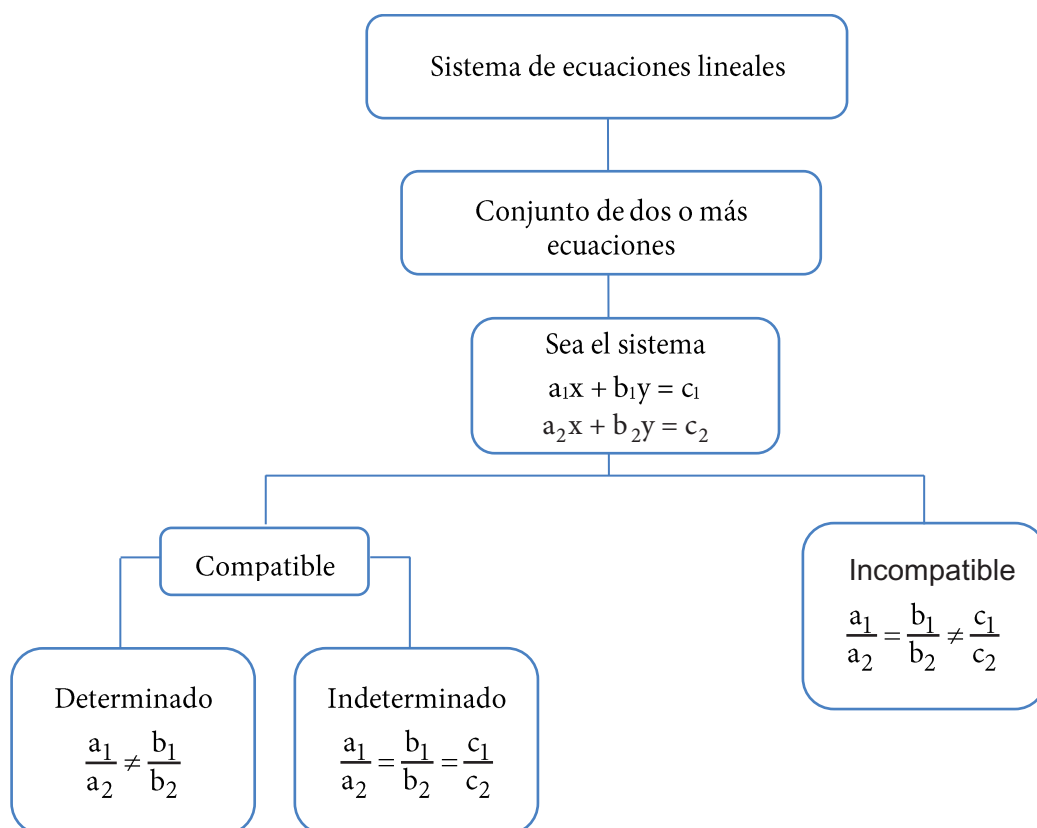 Sistema de ecuaciones lineales
Conjunto de dos o más
ecuaciones
Sea el sistema
a₁x + b₁y = c₁
a₂x + b₂y = c₂
Compatible
Incompatible
a₁/a₂ = b₁/b₂ ≠ c₁/c₂
Determinado
a₁/a₂ ≠ b₁/b₂
Indeterminado
a₁/a₂ = b₁/b₂ = c₁/c₂